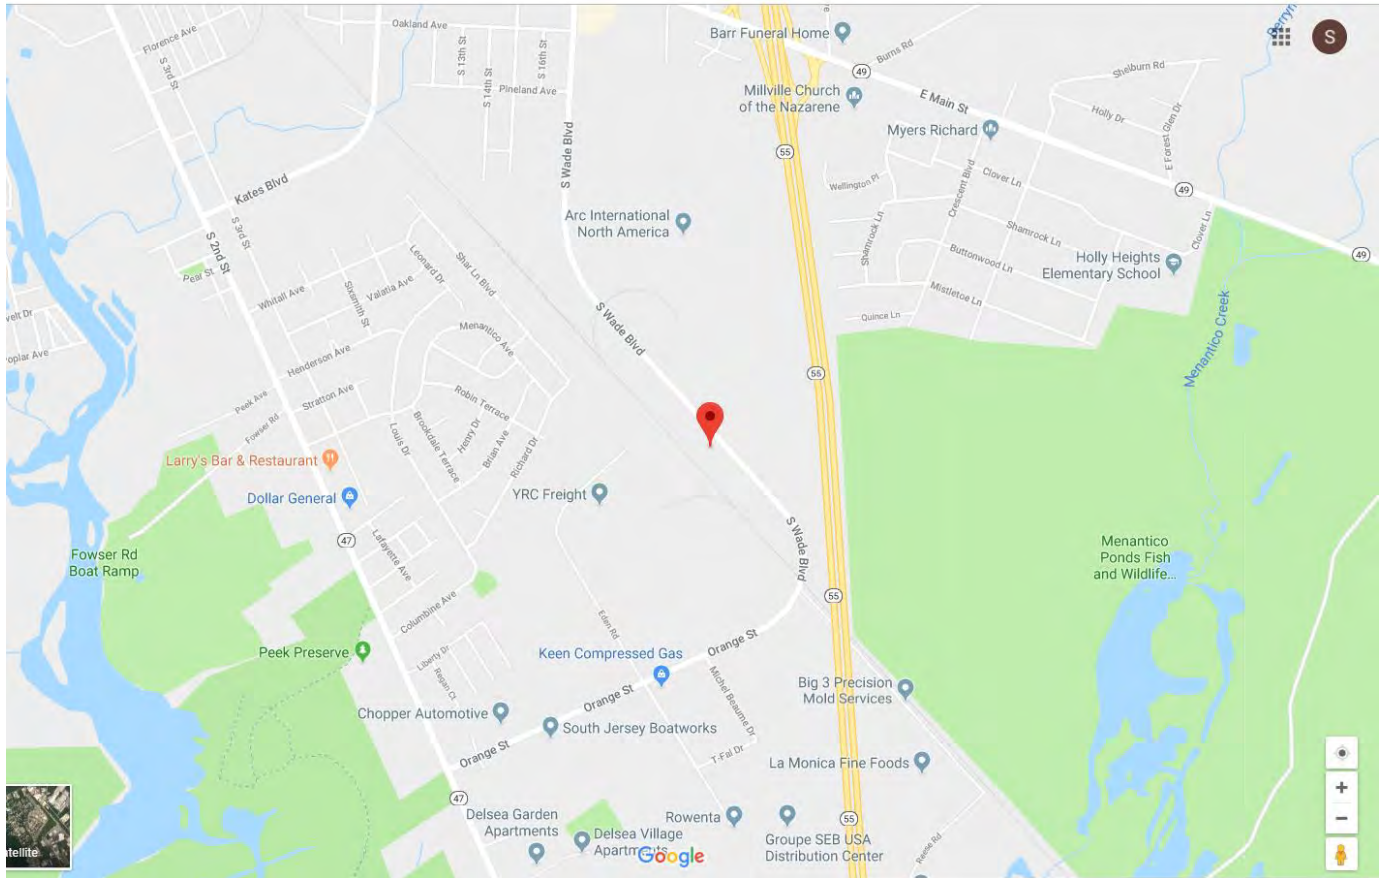 Oakland Ave
Florence Ave
S 3rd St
S 13th St
S 14th St
S 16th St
Pineland Ave
Barr Funeral Home
Burns Rd
49
Shelburn Rd
S
Millville Church
of the Nazarene
E Main St
Holly Dr
E Forest Glen Dr
Myers Richard
55
S Wade Blvd
Kates Blvd
Wellington Pl
Crescent Blvd
Clover Ln
49
Arc International
North America
S 3rd St
S 2nd St
Shamrock Ln
Shamrock Ln
Clover Ln
Buttonwood Ln
Holly Heights
Elementary School
49
Pear St
Whitall Ave
Valatia Ave
Leonard Dr
Shar Ln Blvd
Sixsmith St
Mistletoe Ln
Quince Ln
Menantico Creek
S Wade Blvd
Menantico Ave
Henderson Ave
55
Poplar Ave
Peek Ave
Stratton Ave
Fowser Rd
Robin Terrace
Henry Dr
Brian Ave
Richard Dr
Brookdale Terrace
Louis Dr
Larry's Bar & Restaurant
Dollar General
YRC Freight
S Wade Blvd
47
Lafayette Ave
Fowser Rd
Boat Ramp
Menantico
Ponds Fish
and Wildlife...
55
Columbine Ave
Eden Rd
Peek Preserve
Liberty Dr
Regan Ct
Keen Compressed Gas
Orange St
Michel Beaume Dr
Big 3 Precision
Mold Services
Orange St
Chopper Automotive
South Jersey Boatworks
Orange St
T-Fal Dr
La Monica Fine Foods
47
Delsea Garden
Apartments
Delsea Village
Apartments
Rowenta
Groupe SEB USA
Distribution Center
55
Reese Rd
Google
atellite
+
−